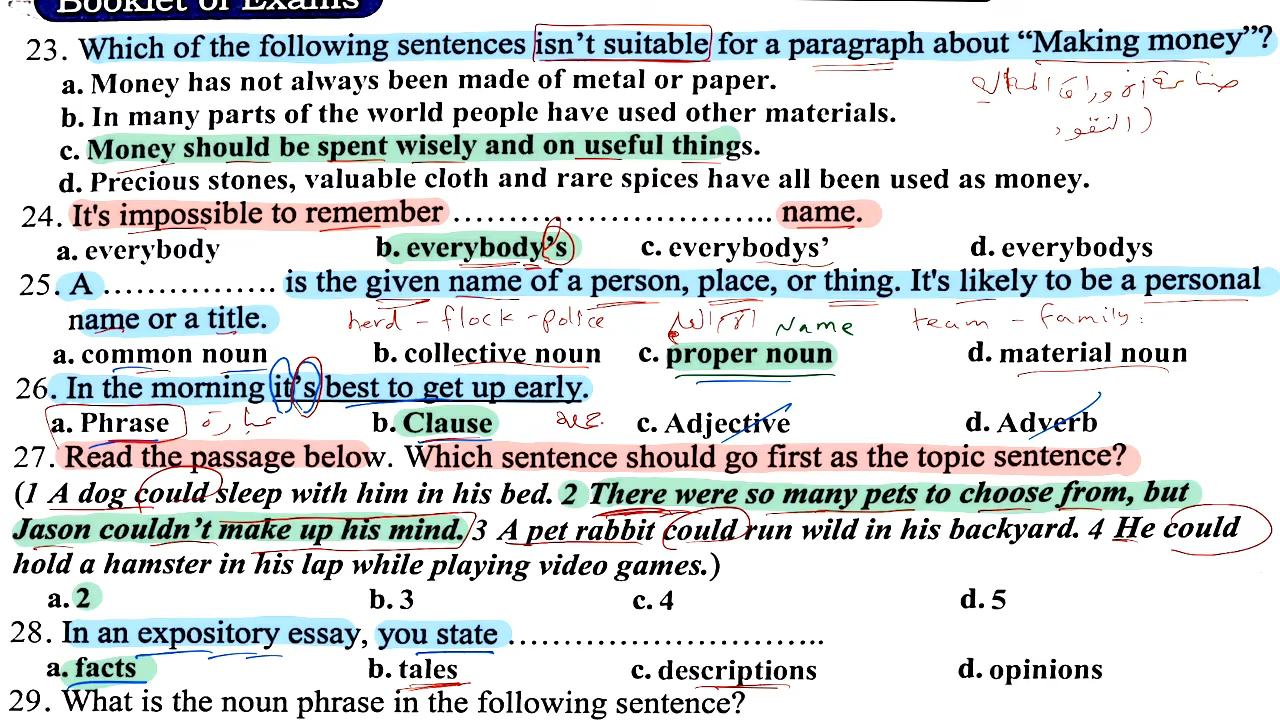 Booklet of Exams
23. Which of the following sentences isn't suitable for a paragraph about “Making money”?
a. Money has not always been made of metal or paper.
b. In many parts of the world people have used other materials.
c. Money should be spent wisely and on useful things.
d. Precious stones, valuable cloth and rare spices have all been used as money.
صناعة الأوراق المالية
(النقود
24. It's impossible to remember ................................ name.
a. everybody b. everybody's c. everybodys' d. everybodys
25. A ................ is the given name of a person, place, or thing. It's likely to be a personal
name or a title.
herd - flock - police Name team - family
a. common noun b. collective noun c. proper noun d. material noun
26. In the morning it's best to get up early.
a. Phrase عبارة b. Clause جملة c. Adjective d. Adverb
27. Read the passage below. Which sentence should go first as the topic sentence?
(1 A dog could sleep with him in his bed. 2 There were so many pets to choose from, but
Jason couldn't make up his mind. 3 A pet rabbit could run wild in his backyard. 4 He could
hold a hamster in his lap while playing video games.)
a. 2 b. 3 c. 4 d. 5
28. In an expository essay, you state ................................
a. facts b. tales c. descriptions d. opinions
29. What is the noun phrase in the following sentence?